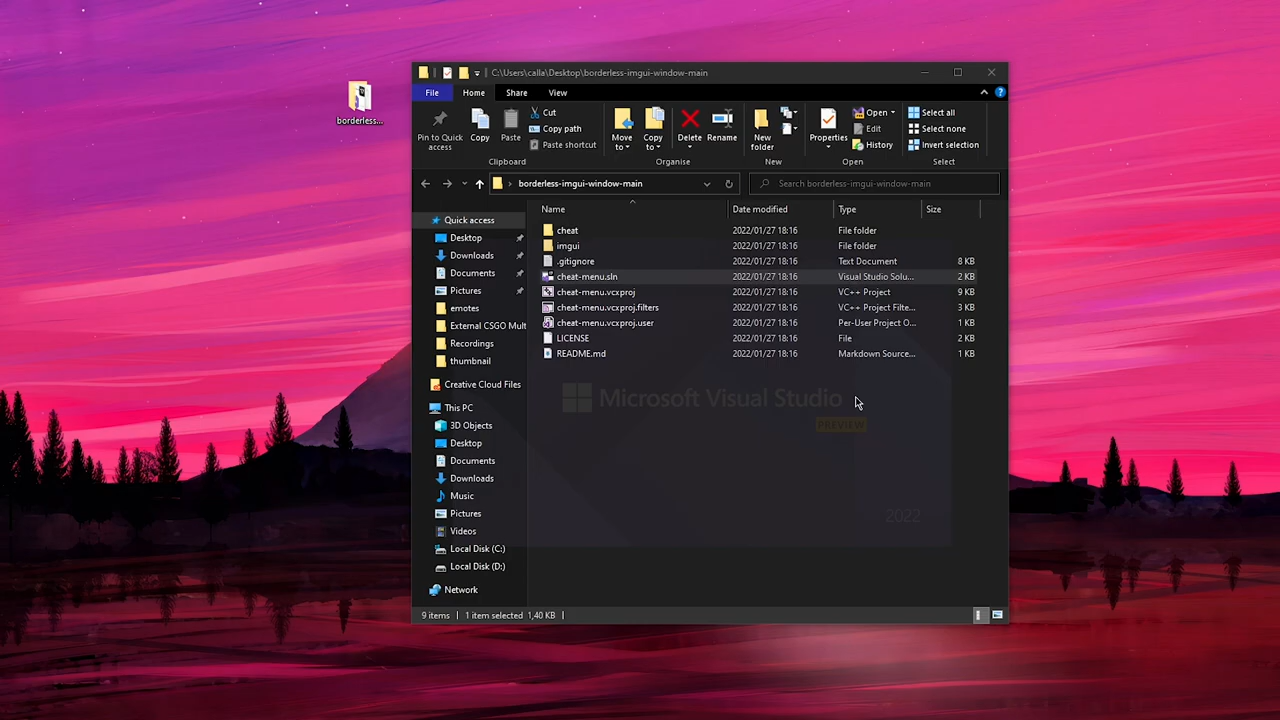 borderless...
C:\Users\calla\Desktop\borderless-imgui-window-main
File Home Share View
Pin to Quick access
Copy
Paste
Cut
Copy path
Paste shortcut
Move to
Copy to
Delete
Rename
New folder
Properties
Open
Edit
History
Select all
Select none
Invert selection
Clipboard Organise New Open Select
borderless-imgui-window-main
Search borderless-imgui-window-main
Name Date modified Type Size
cheat 2022/01/27 18:16 File folder
imgui 2022/01/27 18:16 File folder
.gitignore 2022/01/27 18:16 Text Document 8 KB
cheat-menu.sln 2022/01/27 18:16 Visual Studio Solu... 2 KB
cheat-menu.vcxproj 2022/01/27 18:16 VC++ Project 9 KB
cheat-menu.vcxproj.filters 2022/01/27 18:16 VC++ Project Filte... 3 KB
cheat-menu.vcxproj.user 2022/01/27 18:16 Per-User Project O... 1 KB
LICENSE 2022/01/27 18:16 File 2 KB
README.md 2022/01/27 18:16 Markdown Source... 1 KB
Quick access
Desktop
Downloads
Documents
Pictures
emotes
External CSGO Mult
Recordings
thumbnail
Creative Cloud Files
This PC
3D Objects
Desktop
Documents
Downloads
Music
Pictures
Videos
Local Disk (C:)
Local Disk (D:)
Network
Microsoft Visual Studio
PREVIEW
2022
9 items 1 item selected 1,40 KB